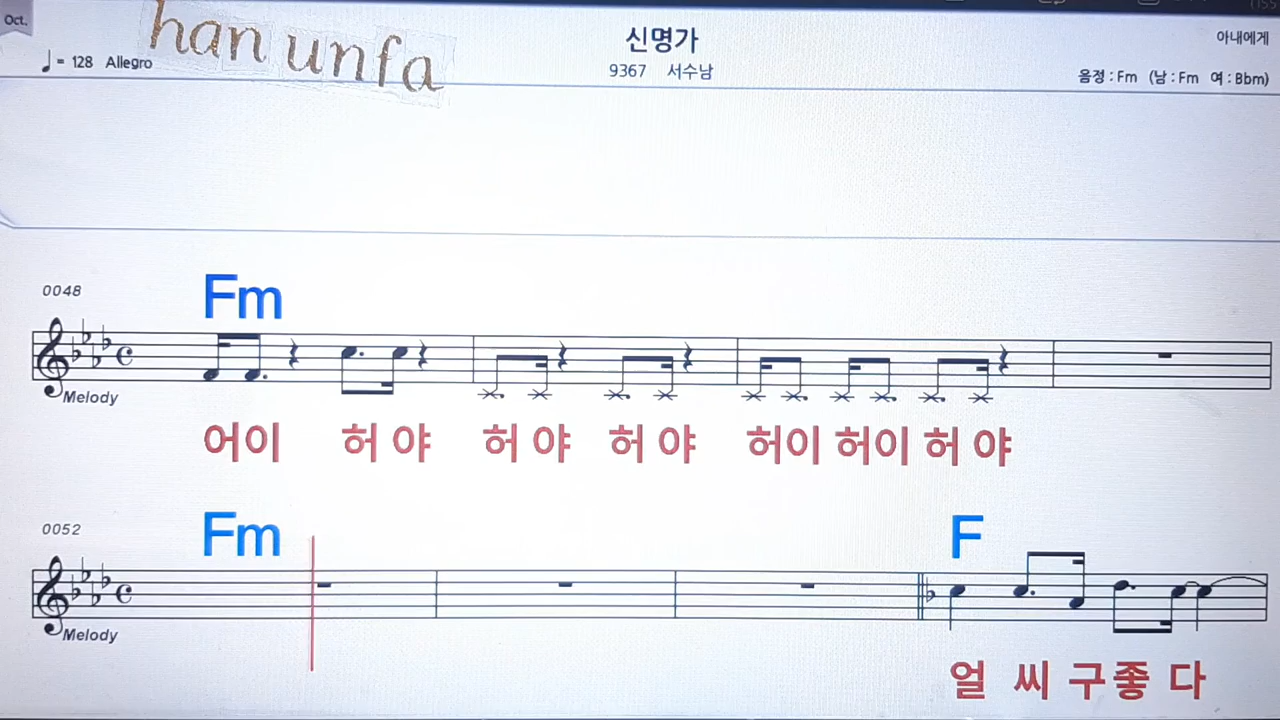 Oct.
han unfa
♩= 128 Allegro
신명가
9367 서수남
아내에게
음정 : Fm (남 : Fm 여 : Bbm)
0048
Fm
Melody
어이 허 야 허 야 허 야 허이 허이 허 야
0052
Fm F
Melody
얼 씨 구 좋 다